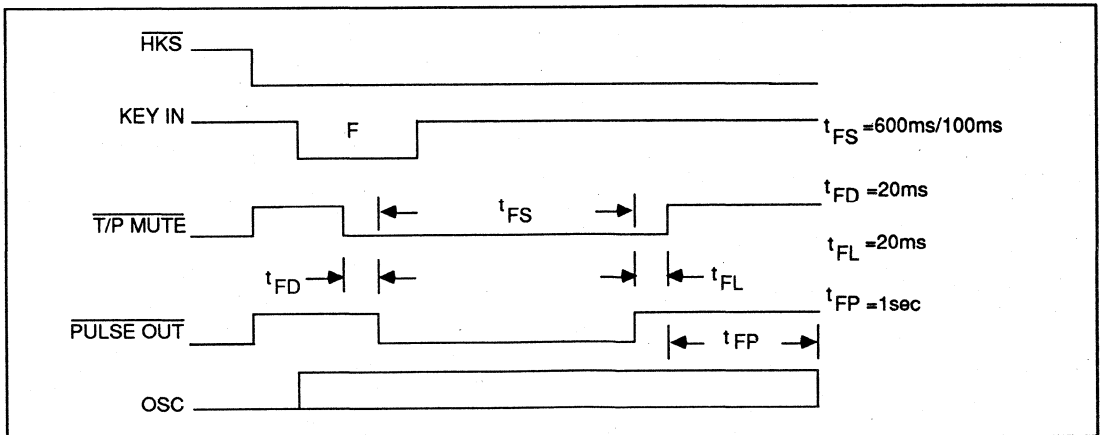 HKS
KEY IN
F
tFS =600ms/100ms
tFD =20ms
T/P MUTE
tFS
tFL =20ms
tFD
tFL
tFP =1sec
PULSE OUT
tFP
OSC